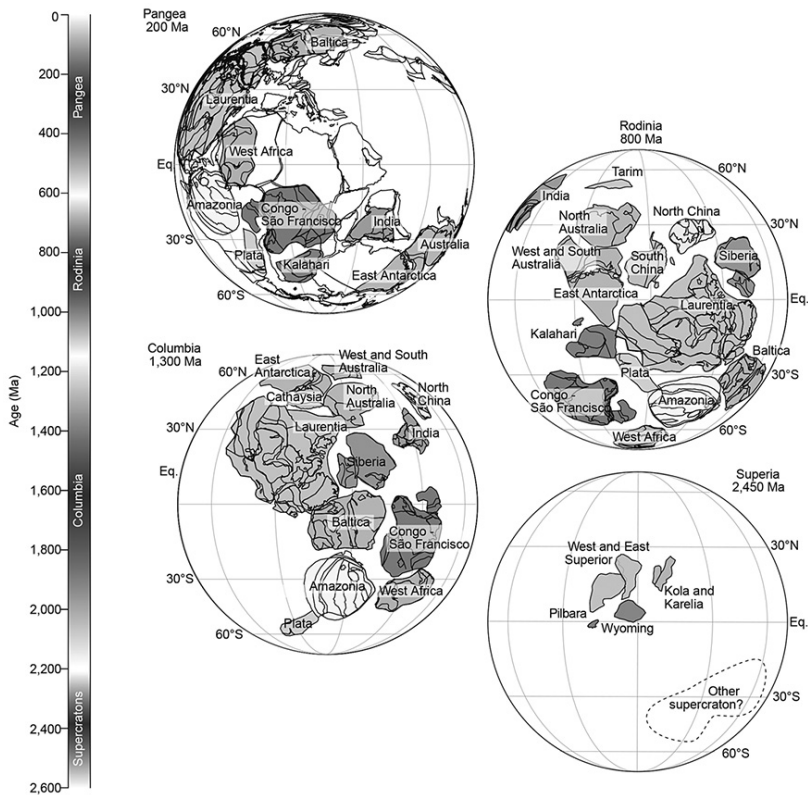 0
200
400
600
800
1,000
1,200
1,400
1,600
1,800
2,000
2,200
2,400
2,600
Age (Ma)
Pangea
Rodinia
Columbia
Supercratons
Pangea
200 Ma
60°N
30°N
Eq.
30°S
60°S
Baltica
Laurentia
West Africa
Amazonia
Congo -
São Francisco
India
Plata
Kalahari
Australia
East Antarctica
Rodinia
800 Ma
60°N
30°N
Eq.
30°S
60°S
Tarim
India
North
Australia
North China
West and South
Australia
South
China
Siberia
East Antarctica
Laurentia
Kalahari
Baltica
Plata
Congo -
São Francisco
Amazonia
West Africa
Columbia
1,300 Ma
60°N
30°N
Eq.
30°S
60°S
East
Antarctica
West and South
Australia
Cathaysia
North
Australia
North
China
Laurentia
India
Siberia
Baltica
Congo -
São Francisco
Amazonia
West Africa
Plata
Superia
2,450 Ma
30°N
Eq.
30°S
60°S
West and East
Superior
Kola and
Karelia
Pilbara
Wyoming
Other
supercraton?